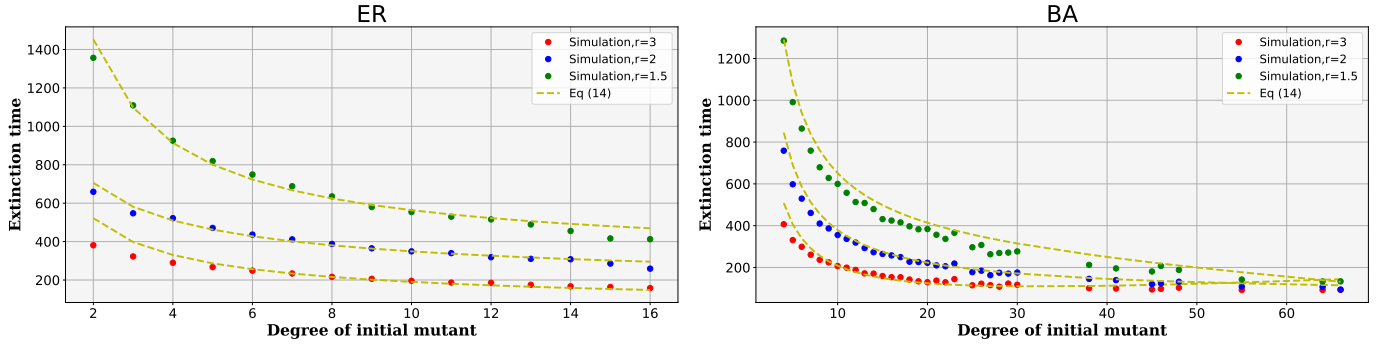 ER
Extinction time
1400
1200
1000
800
600
400
200
Simulation,r=3
Simulation,r=2
Simulation,r=1.5
Eq (14)
2 4 6 8 10 12 14 16
Degree of initial mutant
BA
Extinction time
1200
1000
800
600
400
200
Simulation,r=3
Simulation,r=2
Simulation,r=1.5
Eq (14)
10 20 30 40 50 60
Degree of initial mutant